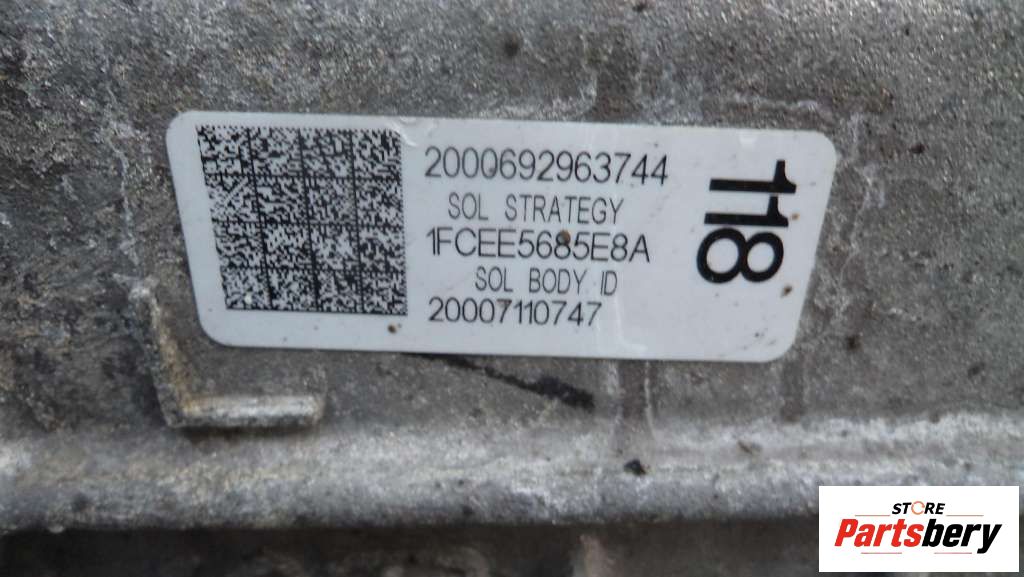 2000692963744
SOL STRATEGY
1FCEE5685E8A
SOL BODY ID
20007110747
118
STORE
Partsbery